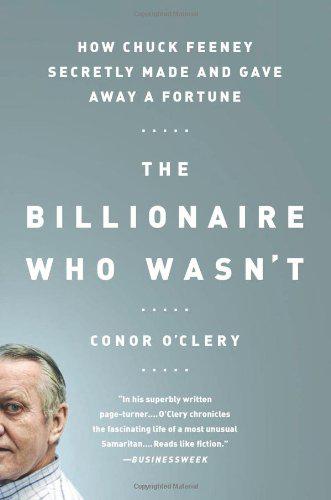 HOW CHUCK FEENEY
SECRETLY MADE AND GAVE
AWAY A FORTUNE
THE
BILLIONAIRE
WHO WASN'T
CONOR O'CLERY
"In his superbly written
page-turner.... O'Clery chronicles
the fascinating life of a most unusual
Samaritan.... Reads like fiction."
—BUSINESSWEEK